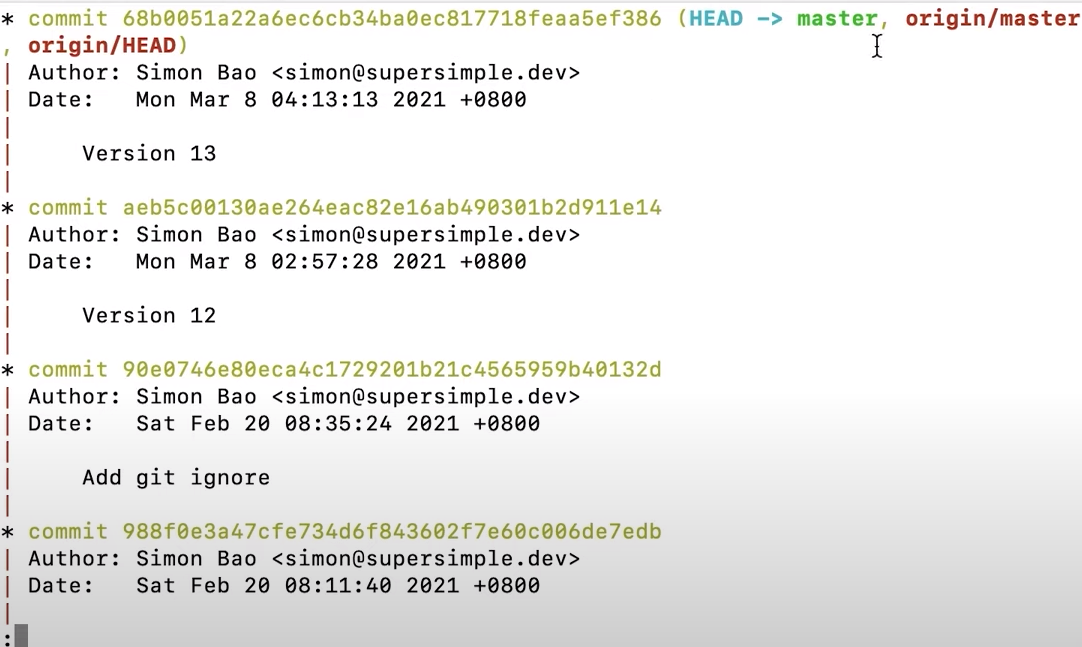 * commit 68b0051a22a6ec6cb34ba0ec817718feaa5ef386 (HEAD -> master, origin/master
, origin/HEAD)
| Author: Simon Bao <simon@supersimple.dev>
| Date:   Mon Mar 8 04:13:13 2021 +0800
|
|     Version 13
|
* commit aeb5c00130ae264eac82e16ab490301b2d911e14
| Author: Simon Bao <simon@supersimple.dev>
| Date:   Mon Mar 8 02:57:28 2021 +0800
|
|     Version 12
|
* commit 90e0746e80eca4c1729201b21c4565959b40132d
| Author: Simon Bao <simon@supersimple.dev>
| Date:   Sat Feb 20 08:35:24 2021 +0800
|
|     Add git ignore
|
* commit 988f0e3a47cfe734d6f843602f7e60c006de7edb
| Author: Simon Bao <simon@supersimple.dev>
| Date:   Sat Feb 20 08:11:40 2021 +0800
|
: